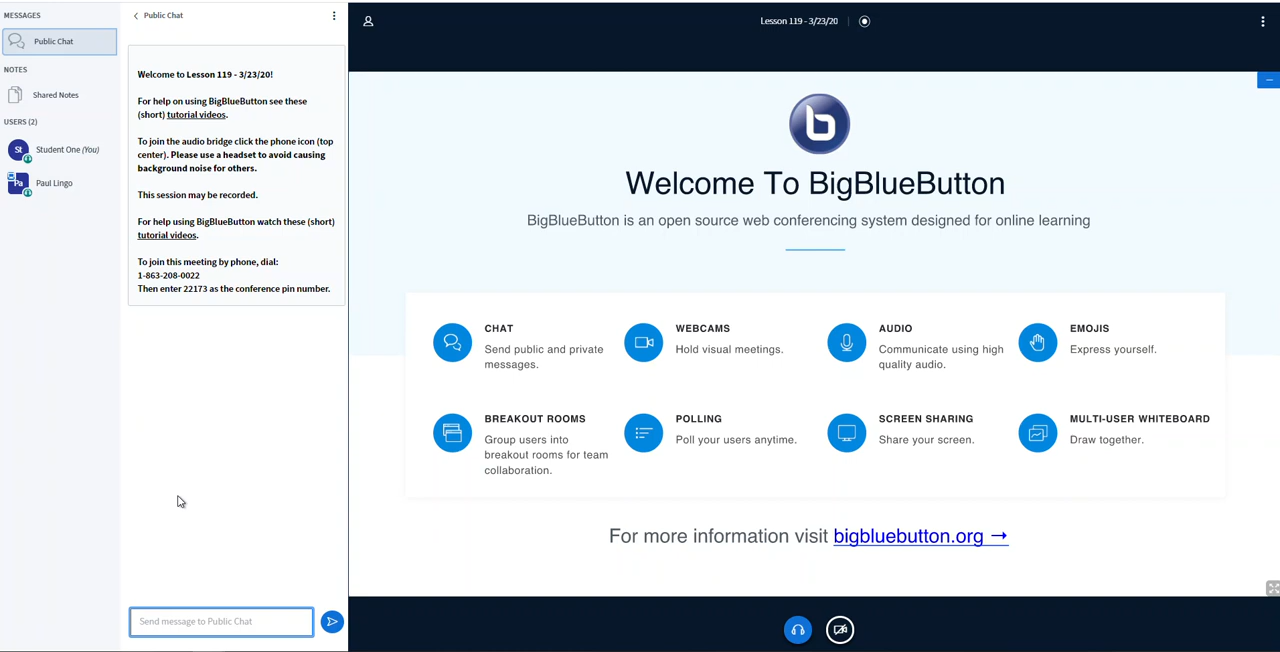 MESSAGES
Public Chat
NOTES
Shared Notes
USERS (2)
St
Student One (You)
Pa
Paul Lingo
Public Chat
Welcome to Lesson 119 - 3/23/20!
For help on using BigBlueButton see these
(short) tutorial videos.
To join the audio bridge click the phone icon (top
center). Please use a headset to avoid causing
background noise for others.
This session may be recorded.
For help using BigBlueButton watch these (short)
tutorial videos.
To join this meeting by phone, dial:
1-863-208-0022
Then enter 22173 as the conference pin number.
Send message to Public Chat
Lesson 119 - 3/23/20
b
Welcome To BigBlueButton
BigBlueButton is an open source web conferencing system designed for online learning
CHAT
Send public and private
messages.
WEBCAMS
Hold visual meetings.
AUDIO
Communicate using high
quality audio.
EMOJIS
Express yourself.
BREAKOUT ROOMS
Group users into
breakout rooms for team
collaboration.
POLLING
Poll your users anytime.
SCREEN SHARING
Share your screen.
MULTI-USER WHITEBOARD
Draw together.
For more information visit bigbluebutton.org →